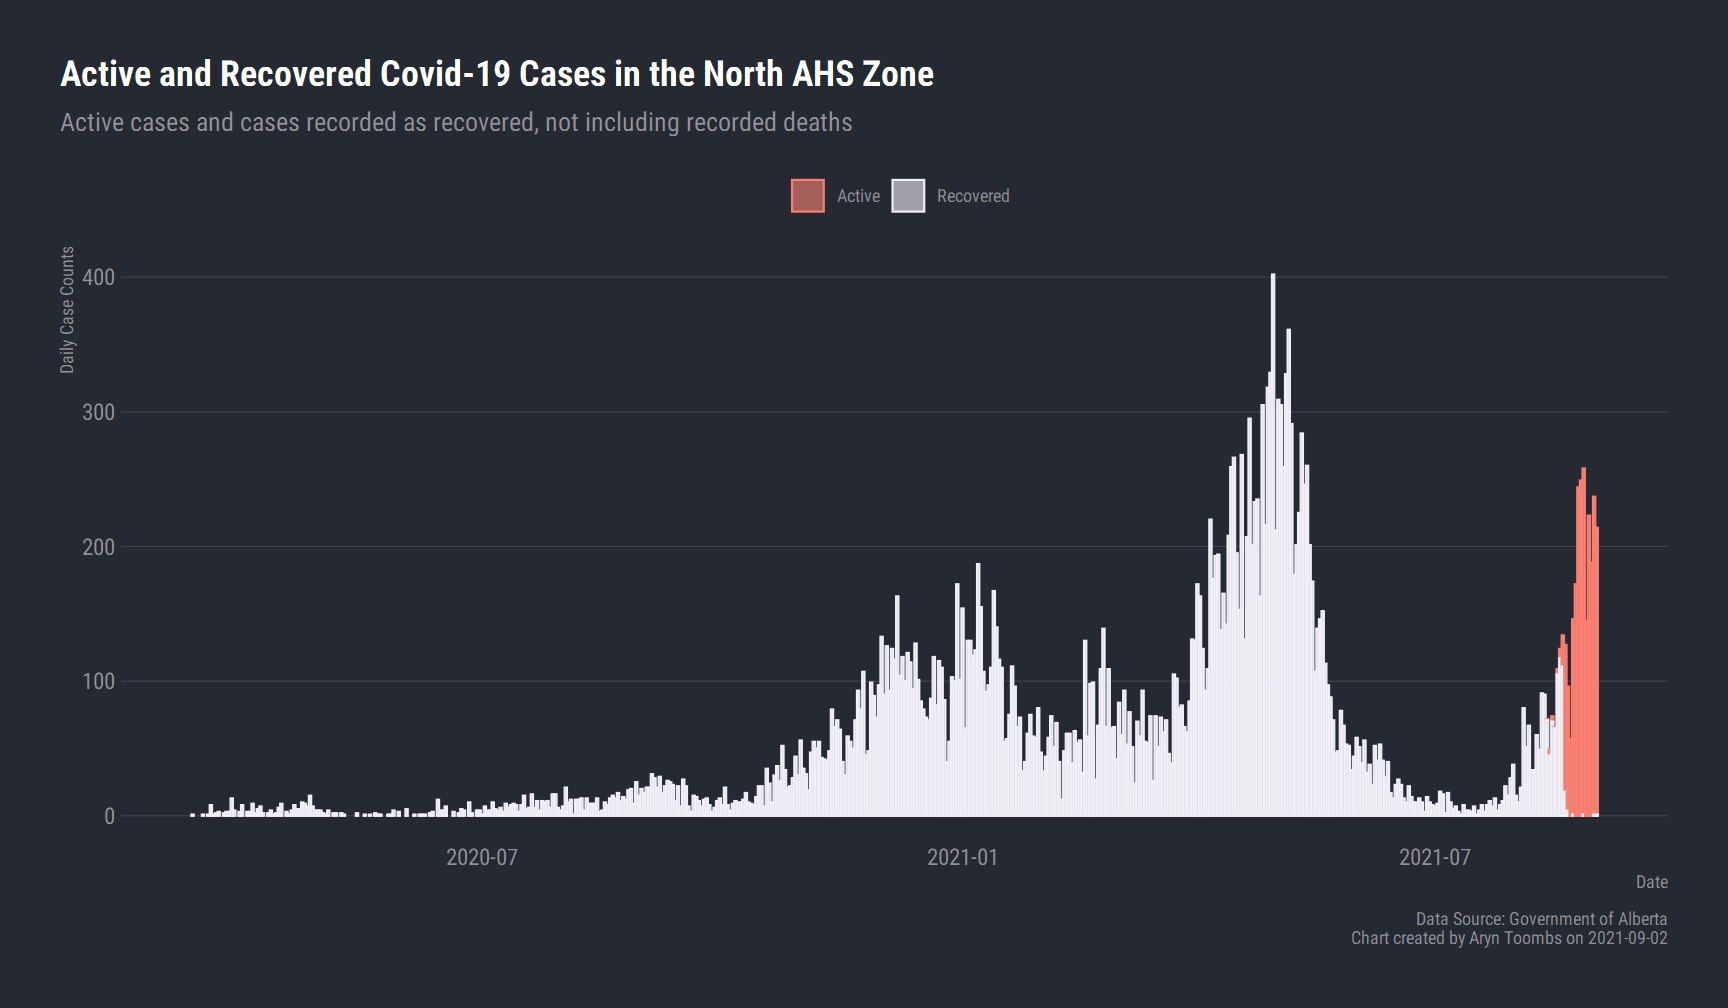 Active and Recovered Covid-19 Cases in the North AHS Zone
Active cases and cases recorded as recovered, not including recorded deaths
Active
Recovered
Daily Case Counts
400
300
200
100
0
2020-07
2021-01
2021-07
Date
Data Source: Government of Alberta
Chart created by Aryn Toombs on 2021-09-02